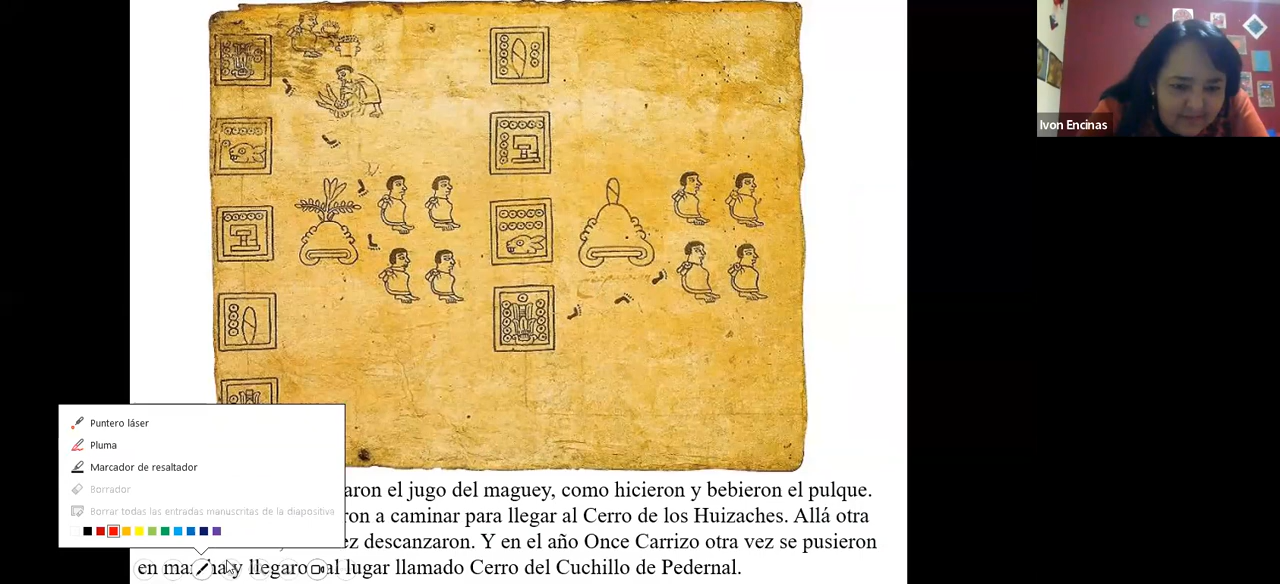 Ivon Encinas
Puntero láser
Pluma
Marcador de resaltador
Borrador
Borrar todas las entradas manuscritas de la diapositiva
aron el jugo del maguey, como hicieron y bebieron el pulque.
ron a caminar para llegar al Cerro de los Huizaches. Allá otra
ez descanzaron. Y en el año Once Carrizo otra vez se pusieron
en marcha y llegaron al lugar llamado Cerro del Cuchillo de Pedernal.